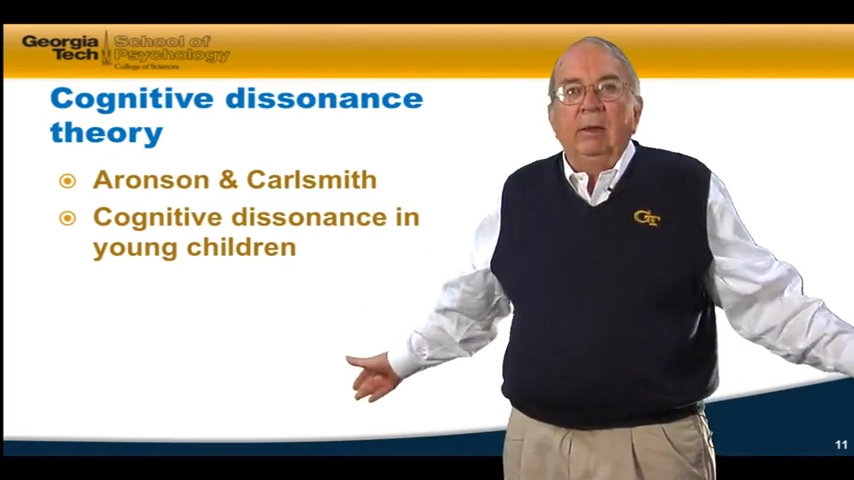 Georgia Tech
School of Psychology
College of Sciences
Cognitive dissonance
theory
Aronson & Carlsmith
Cognitive dissonance in
young children
GT
11